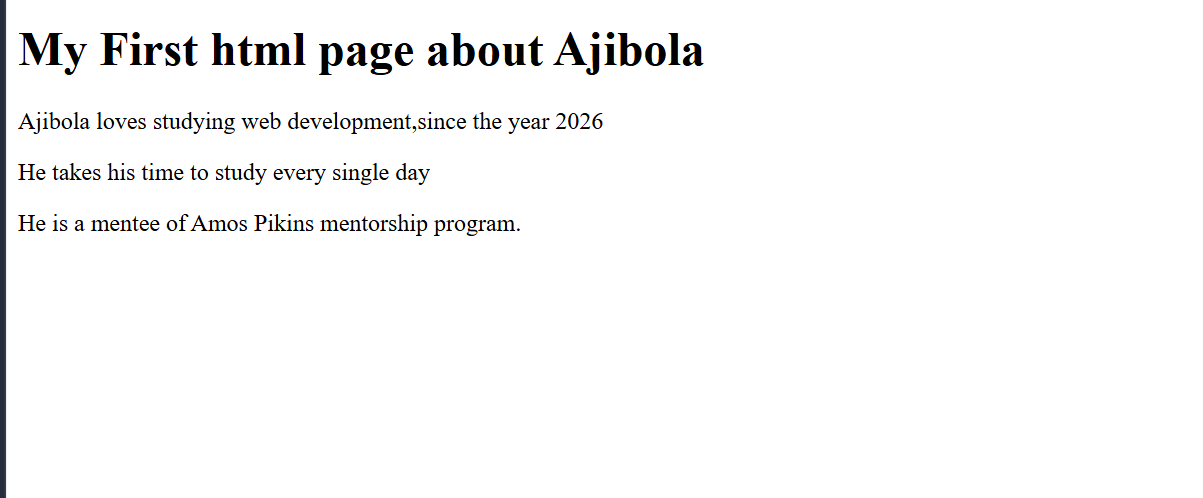 My First html page about Ajibola
Ajibola loves studying web development,since the year 2026
He takes his time to study every single day
He is a mentee of Amos Pikins mentorship program.